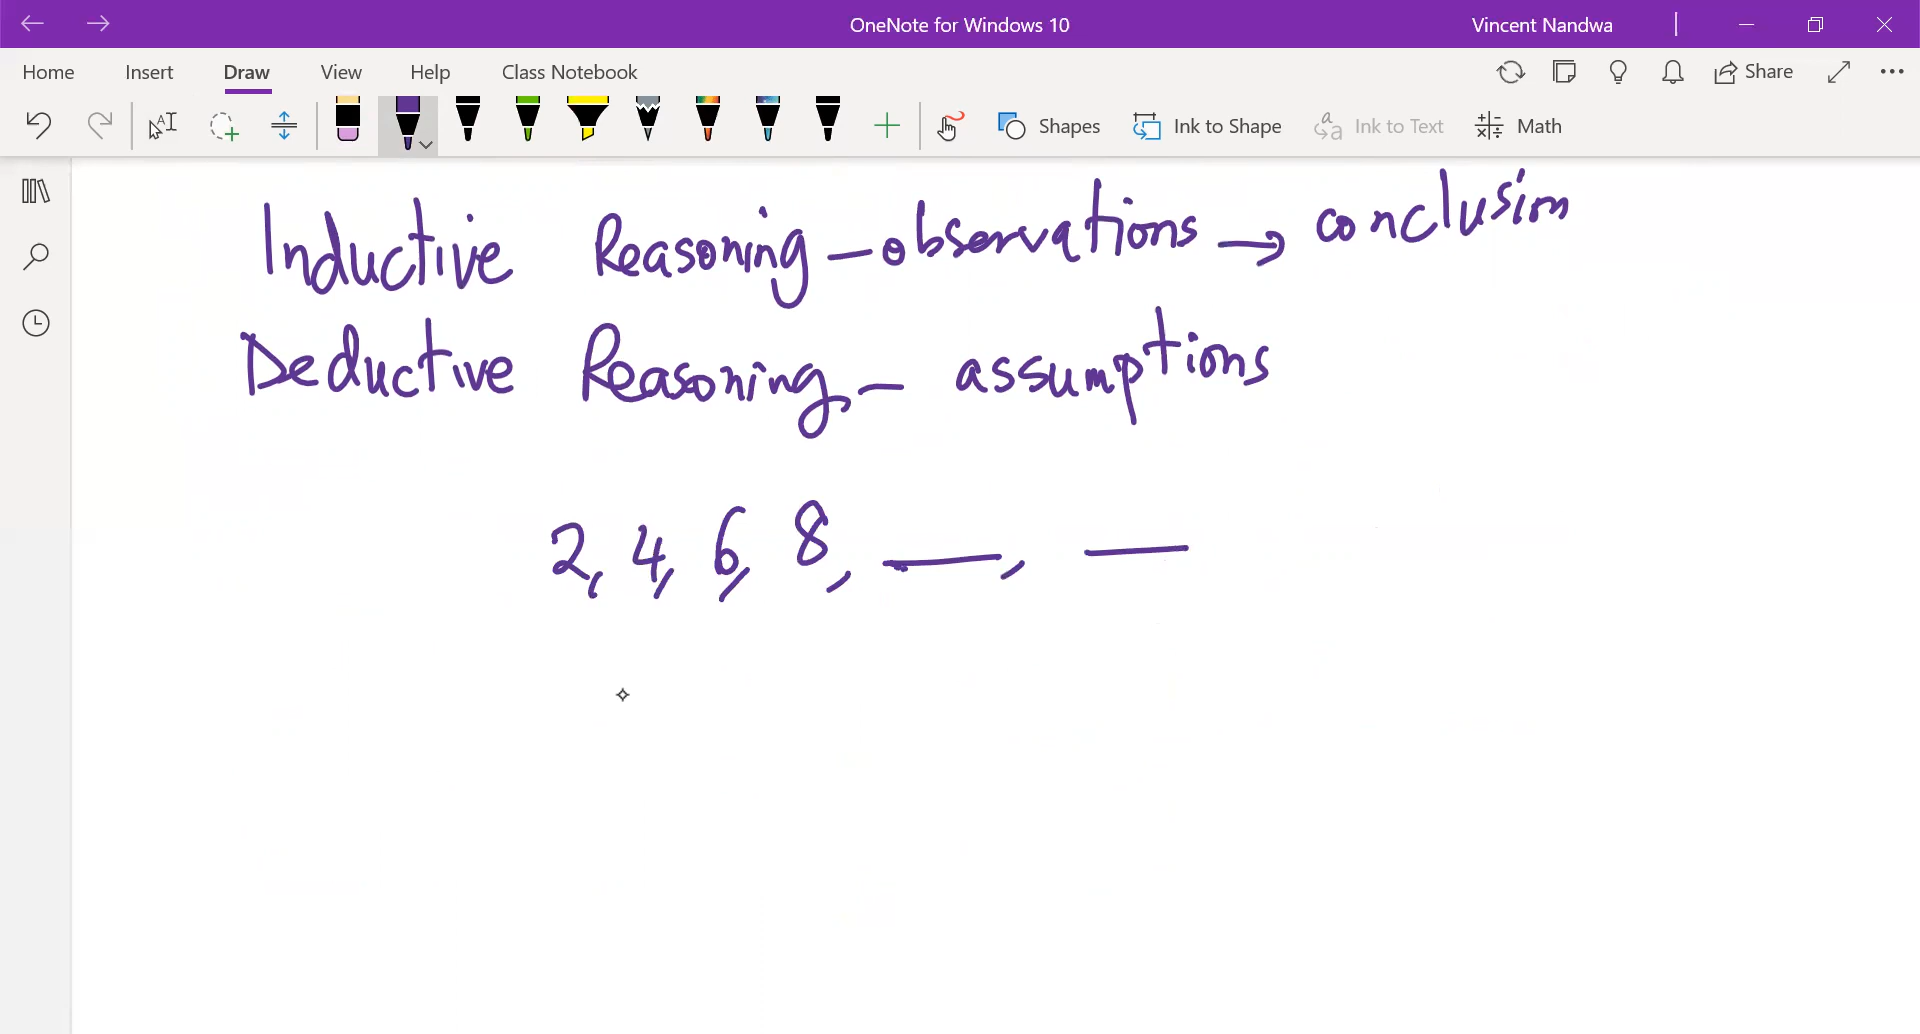 OneNote for Windows 10
Vincent Nandwa
Home Insert Draw View Help Class Notebook Share
Shapes Ink to Shape Ink to Text Math
Inductive Reasoning — observations → conclusion
Deductive Reasoning — assumptions
2, 4, 6, 8, __, __